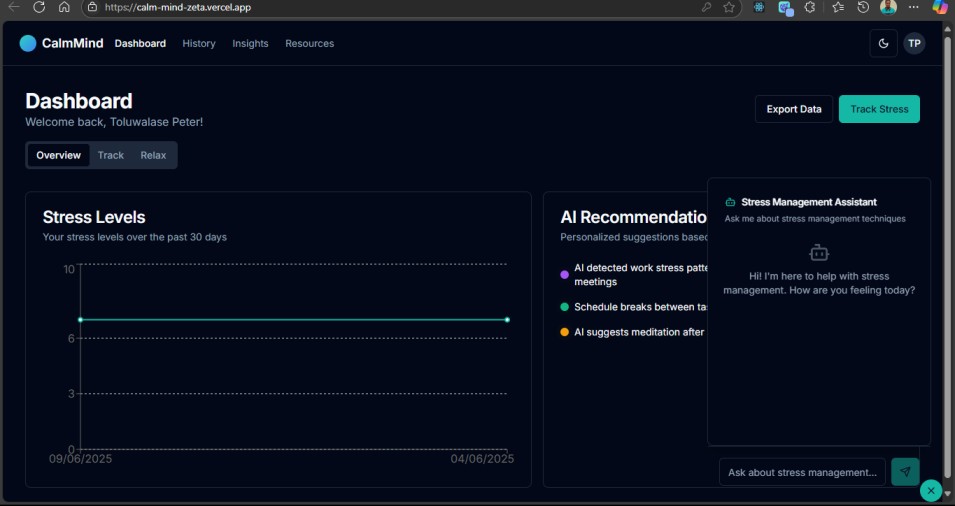 https://calm-mind-zeta.vercel.app
CalmMind Dashboard History Insights Resources TP
Dashboard
Welcome back, Toluwalase Peter!
Export Data Track Stress
Overview Track Relax
Stress Levels
Your stress levels over the past 30 days
10
6
3
0
09/06/2025 04/06/2025
AI Recommendatio
Personalized suggestions based
AI detected work stress patte
meetings
Schedule breaks between ta
AI suggests meditation after
Stress Management Assistant
Ask me about stress management techniques
Hi! I'm here to help with stress
management. How are you feeling today?
Ask about stress management...